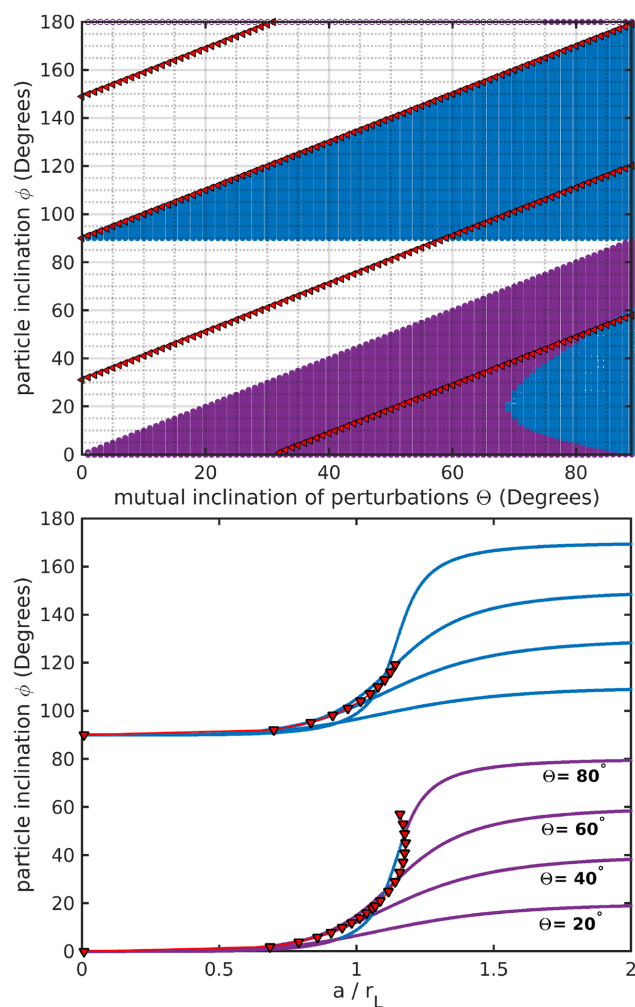 180
160
140
120
100
80
60
40
20
0
particle inclination ϕ (Degrees)
0 20 40 60 80
mutual inclination of perturbations Θ (Degrees)
180
160
140
120
100
80
60
40
20
0
particle inclination ϕ (Degrees)
Θ= 80°
Θ= 60°
Θ= 40°
Θ= 20°
0 0.5 1 1.5 2
a / r_L